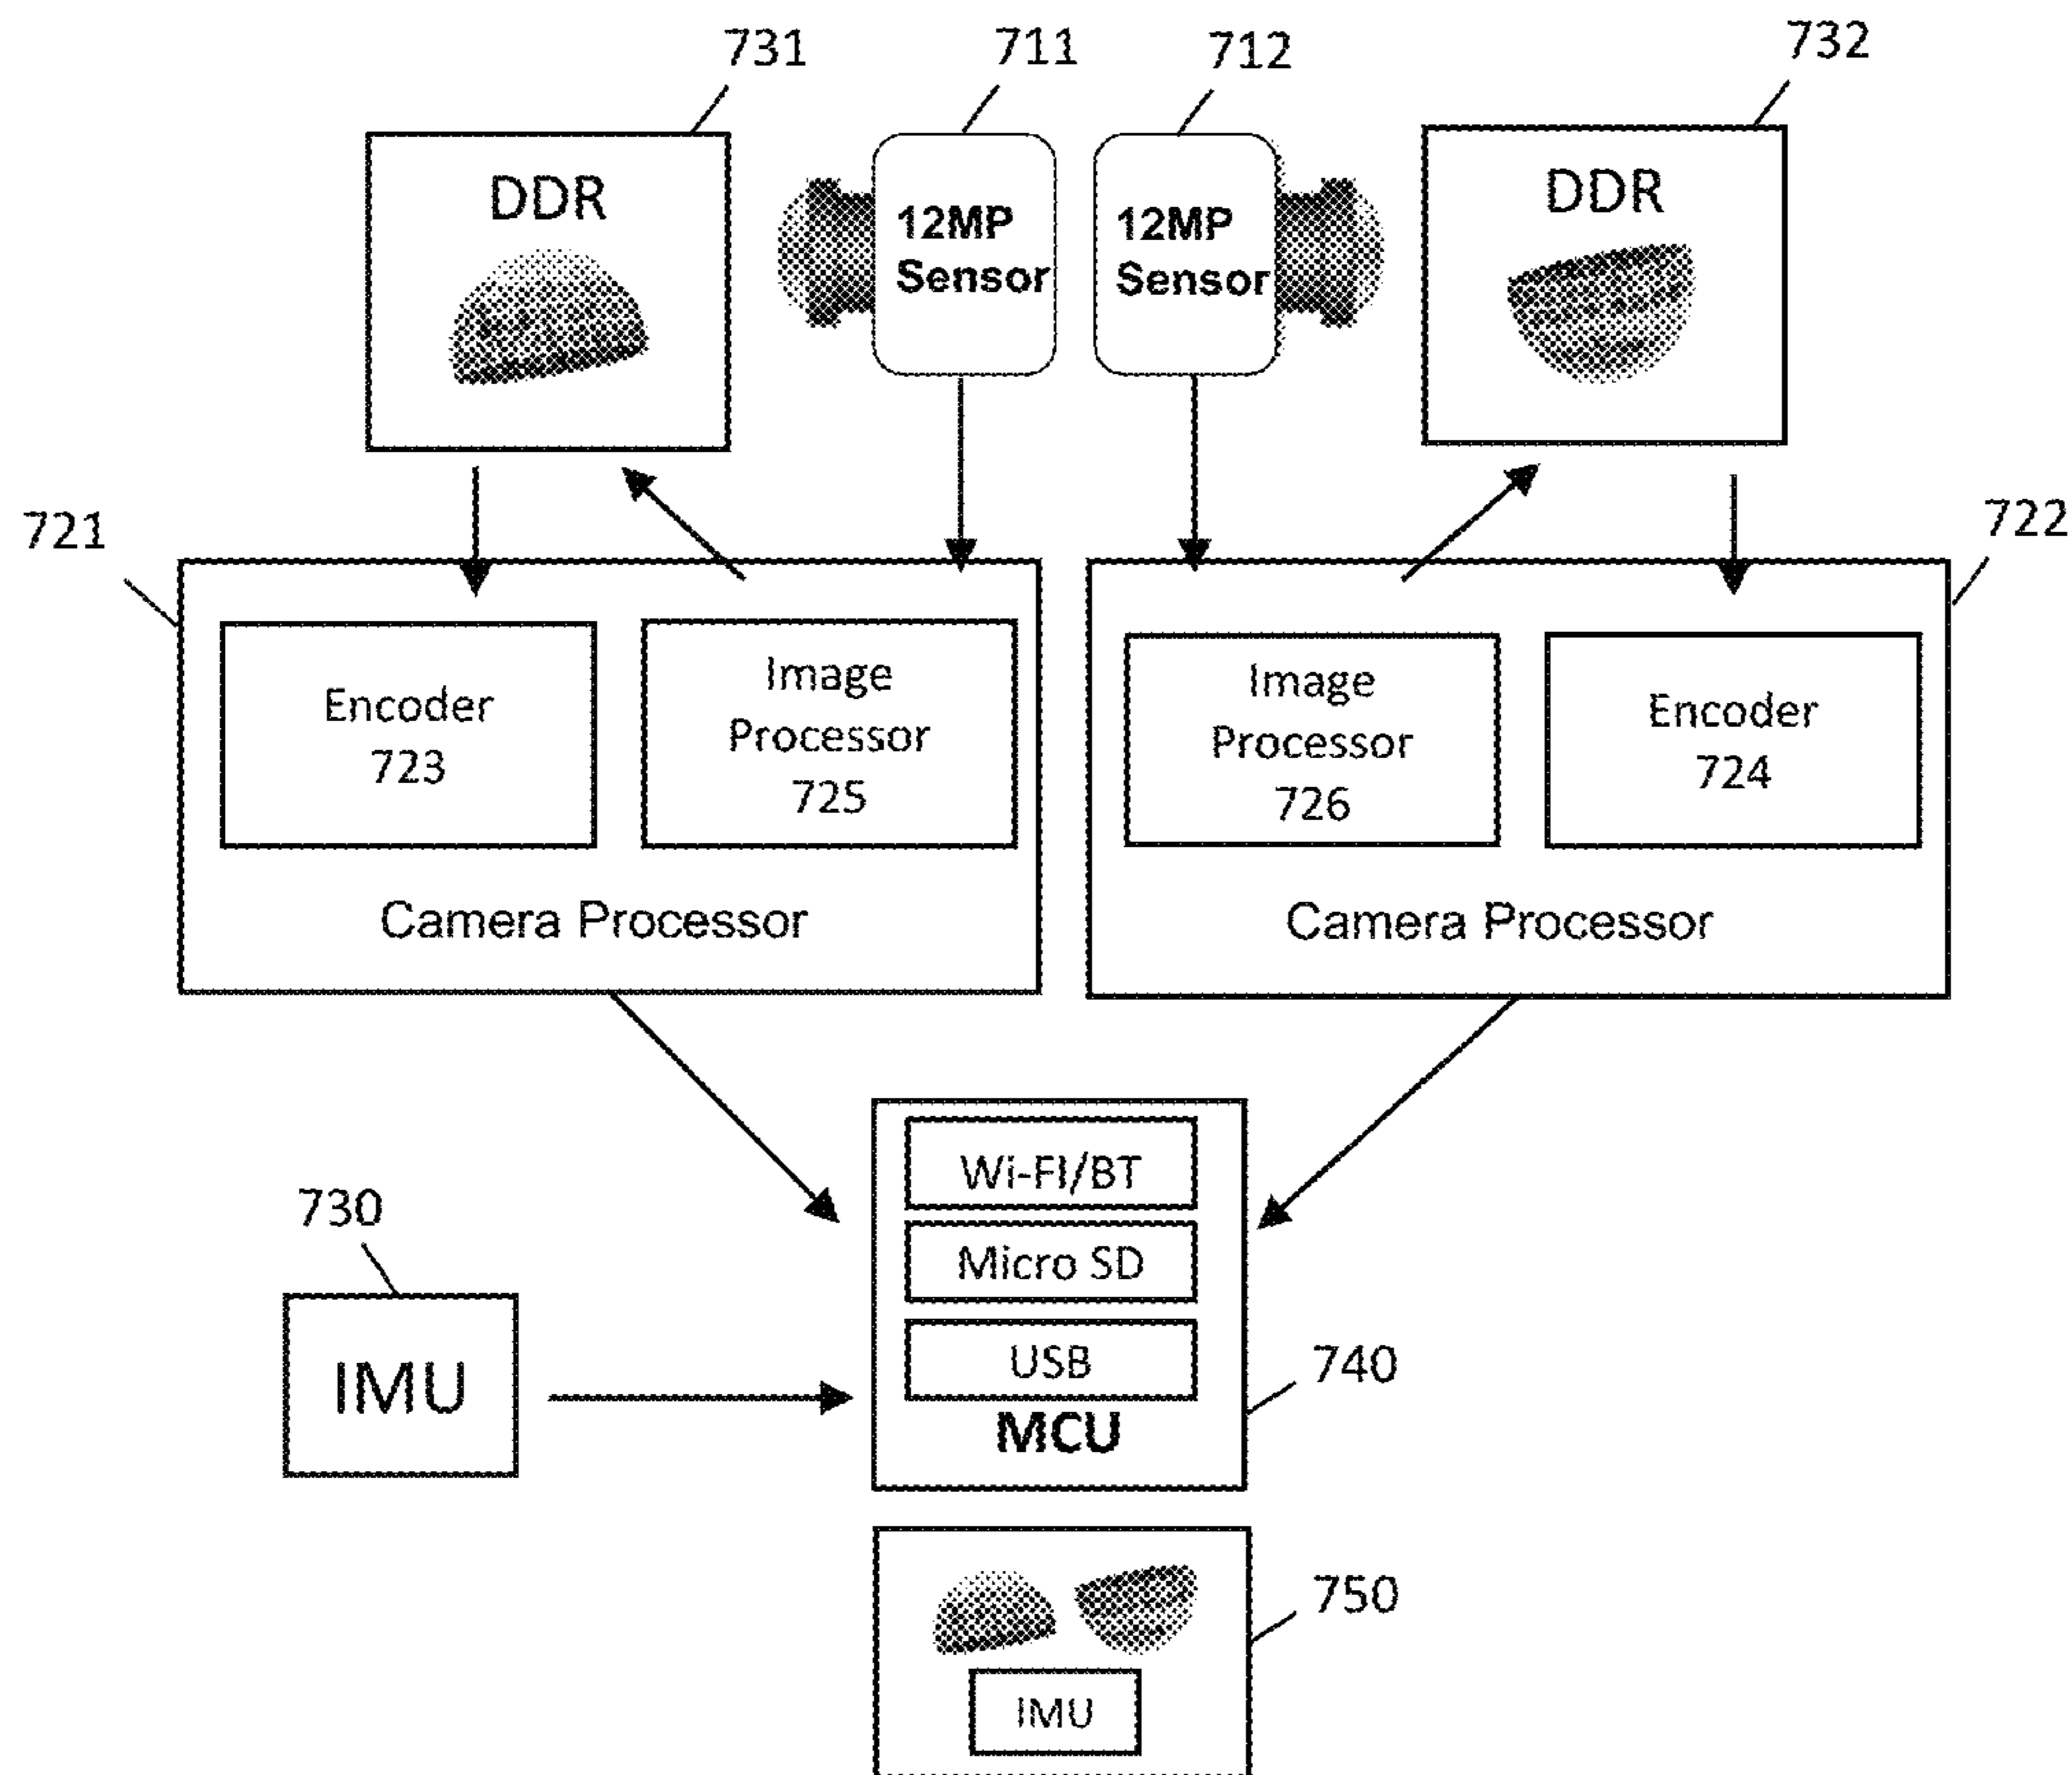 731
711
712
732
DDR
12MP
Sensor
12MP
Sensor
DDR
721
722
Encoder
723
Image
Processor
725
Image
Processor
726
Encoder
724
Camera Processor
Camera Processor
Wi-FI/BT
Micro SD
USB
MCU
730
IMU
740
750
IMU